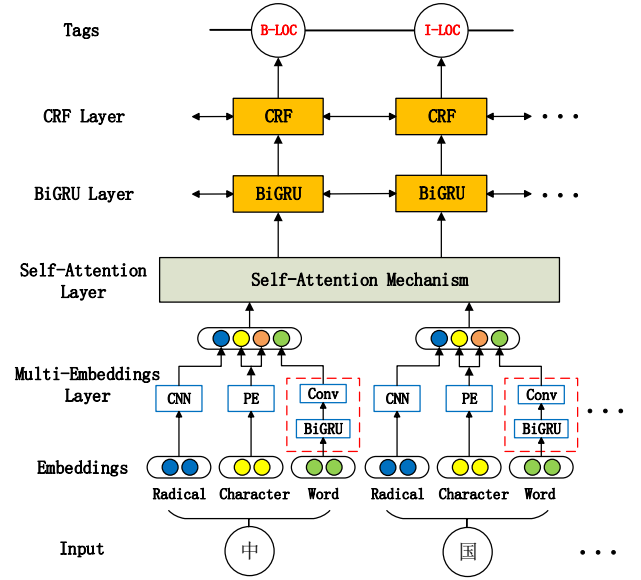 Tags B-LOC I-LOC
CRF Layer CRF CRF . . .
BiGRU Layer BiGRU BiGRU . . .
Self-Attention
Layer
Self-Attention Mechanism
Multi-Embeddings
Layer
CNN PE Conv BiGRU CNN PE Conv BiGRU . . .
Embeddings
Radical Character Word Radical Character Word
Input 中 国 . . . .